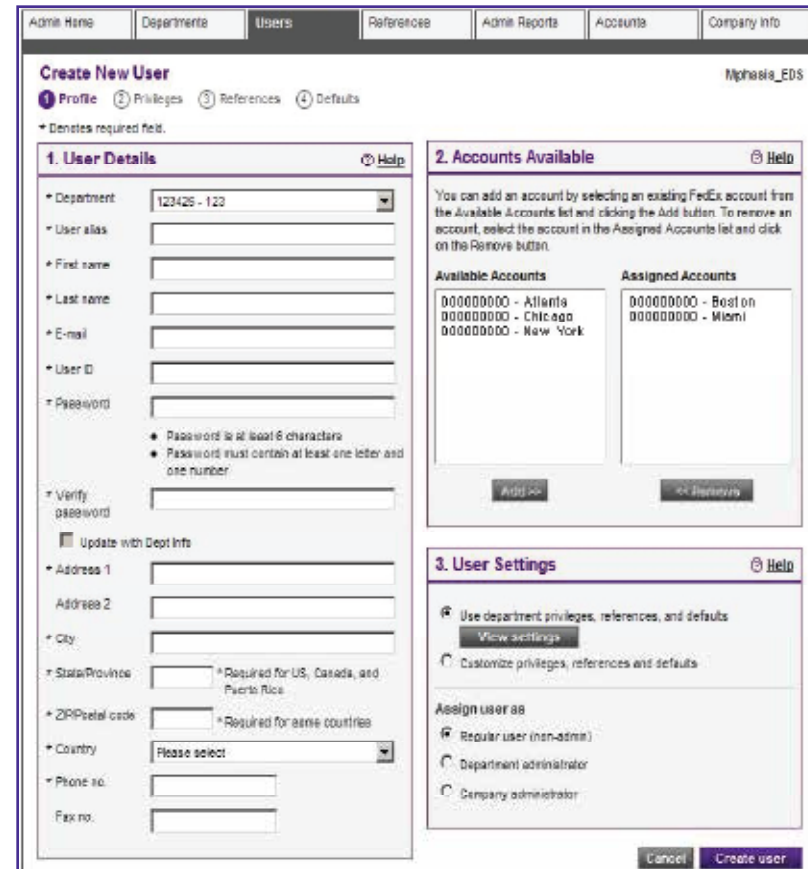 Admin Home Departments Users References Admin Reports Accounts Company Info
Create New User
Mphasis_EDS
1 Profile 2 Privileges 3 References 4 Defaults
* Denotes required field.
1. User Details Help
* Department 123426 - 123
* User alias
* First name
* Last name
* E-mail
* User ID
* Password
• Password is at least 6 characters
• Password must contain at least one letter and
one number
* Verify
password
Update with Dept Info
* Address 1
Address 2
* City
* State/Province * Required for US, Canada, and
Puerto Rico
* ZIP/Postal code * Required for some countries
* Country Please select
* Phone no.
Fax no.
2. Accounts Available Help
You can add an account by selecting an existing FedEx account from
the Available Accounts list and clicking the Add button. To remove an
account, select the account in the Assigned Accounts list and click
on the Remove button.
Available Accounts Assigned Accounts
000000000 - Atlanta 000000000 - Boston
000000000 - Chicago 000000000 - Miami
000000000 - New York
Add >> << Remove
3. User Settings Help
Use department privileges, references, and defaults
View settings
Customize privileges, references and defaults
Assign user as
Regular user (non-admin)
Department administrator
Company administrator
Cancel Create user